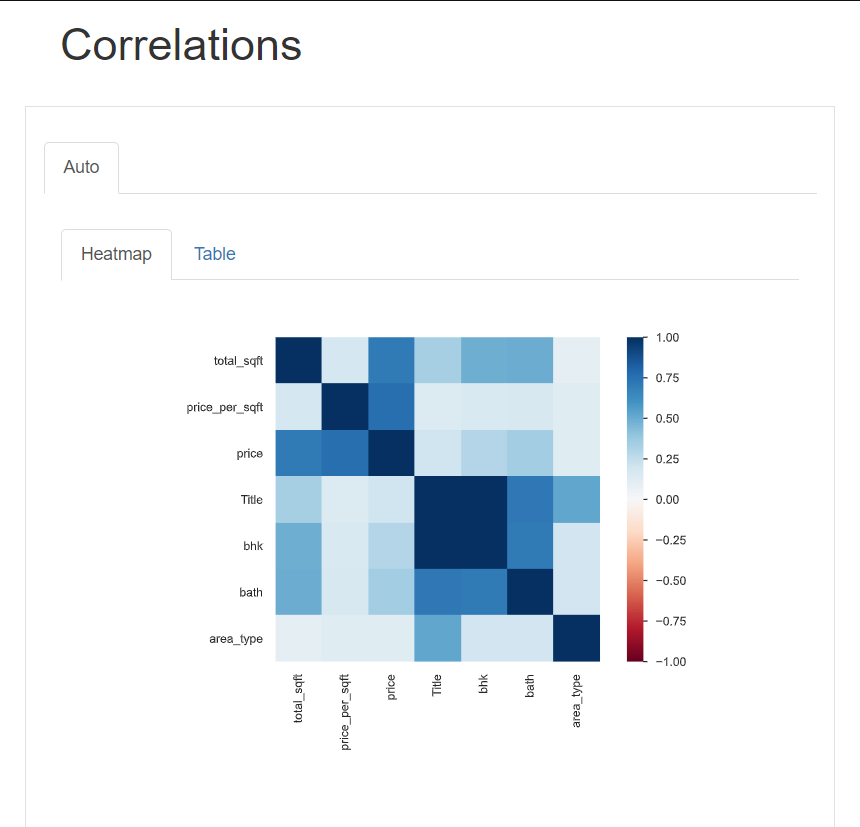 Correlations
Auto
Heatmap Table
total_sqft
price_per_sqft
price
Title
bhk
bath
area_type
1.00
0.75
0.50
0.25
0.00
−0.25
−0.50
−0.75
−1.00
total_sqft price_per_sqft price Title bhk bath area_type